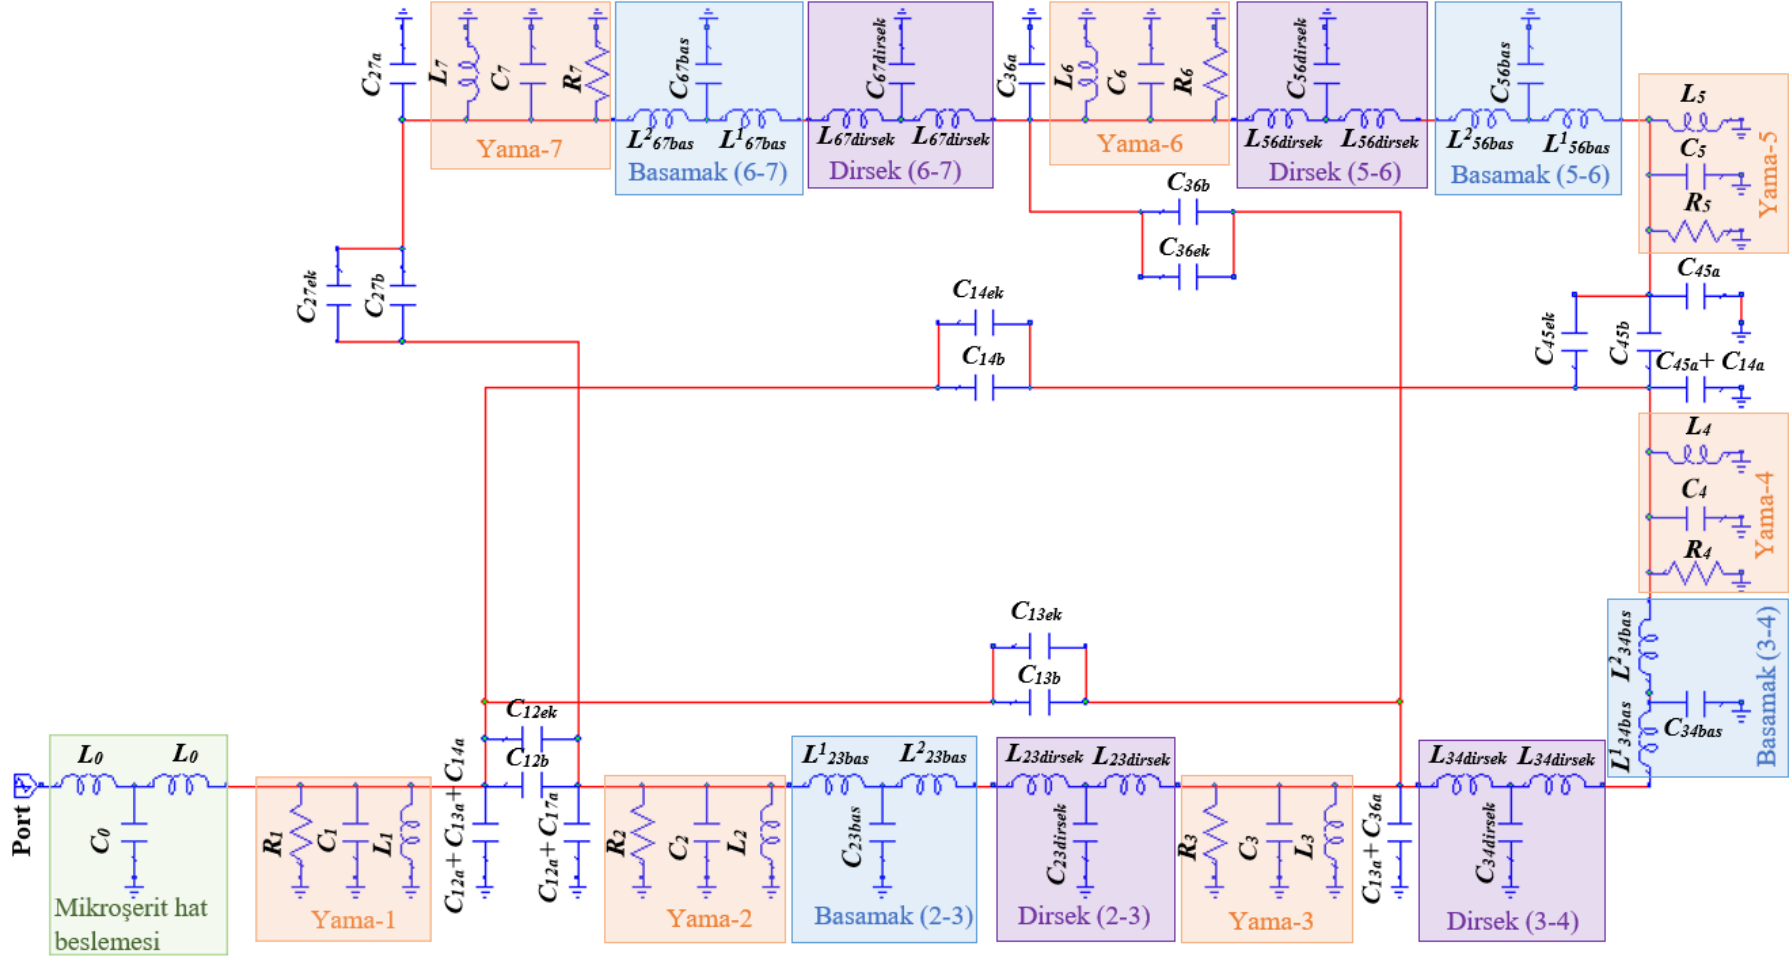 C27a
L7
C7
R7
Yama-7
C67bas
L²67bas
L¹67bas
Basamak (6-7)
C67dirsek
L67dirsek
L67dirsek
Dirsek (6-7)
C36a
L6
C6
R6
Yama-6
C56dirsek
L56dirsek
L56dirsek
Dirsek (5-6)
C56bas
L²56bas
L¹56bas
Basamak (5-6)
L5
C5
R5
Yama-5
C36b
C36ek
C27ek
C27b
C14ek
C14b
C45a
C45ek
C45b
C45a+ C14a
L4
C4
R4
Yama-4
C13ek
C13b
L²34bas
L¹34bas
C34bas
Basamak (3-4)
C12ek
C12b
Port
L0
L0
C0
Mikroşerit hat
beslemesi
R1
C1
L1
Yama-1
C12a+ C13a+C14a
C12a+ C17a
R2
C2
L2
Yama-2
L¹23bas
L²23bas
C23bas
Basamak (2-3)
L23dirsek
L23dirsek
C23dirsek
Dirsek (2-3)
R3
C3
L3
Yama-3
C13a+ C36a
L34dirsek
L34dirsek
C34dirsek
Dirsek (3-4)